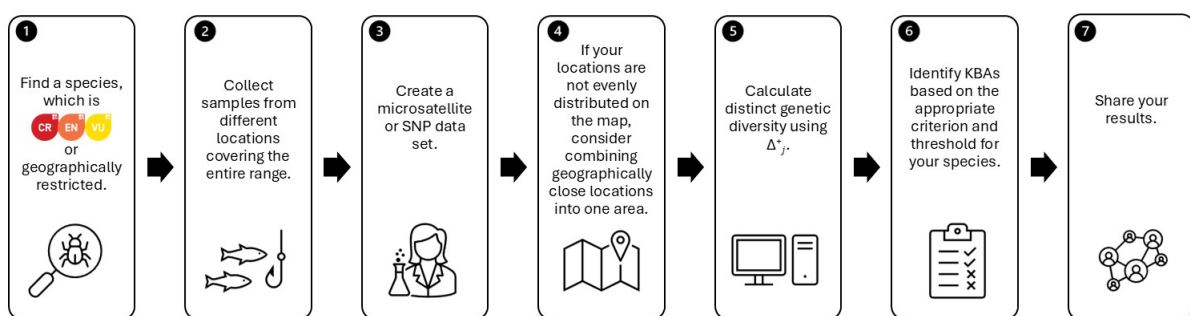 1
Find a species,
which is
CR EN VU
or
geographically
restricted.
2
Collect
samples from
different
locations
covering the
entire range.
3
Create a
microsatellite
or SNP data
set.
4
If your
locations are
not evenly
distributed on
the map,
consider
combining
geographically
close locations
into one area.
5
Calculate
distinct genetic
diversity using
Δ⁺ⱼ.
6
Identify KBAs
based on the
appropriate
criterion and
threshold for
your species.
7
Share your
results.